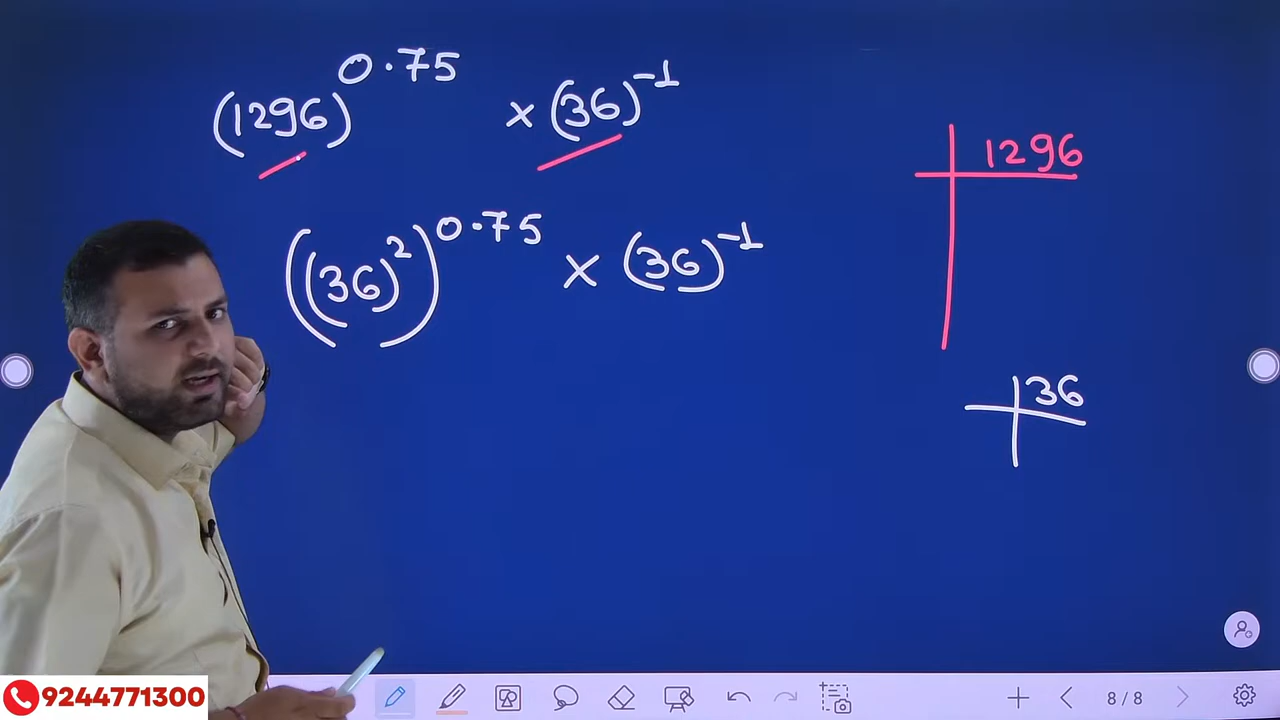 (1296)^0.75 × (36)^-1
1296
((36)^2)^0.75 × (36)^-1
36
9244771300
8/8